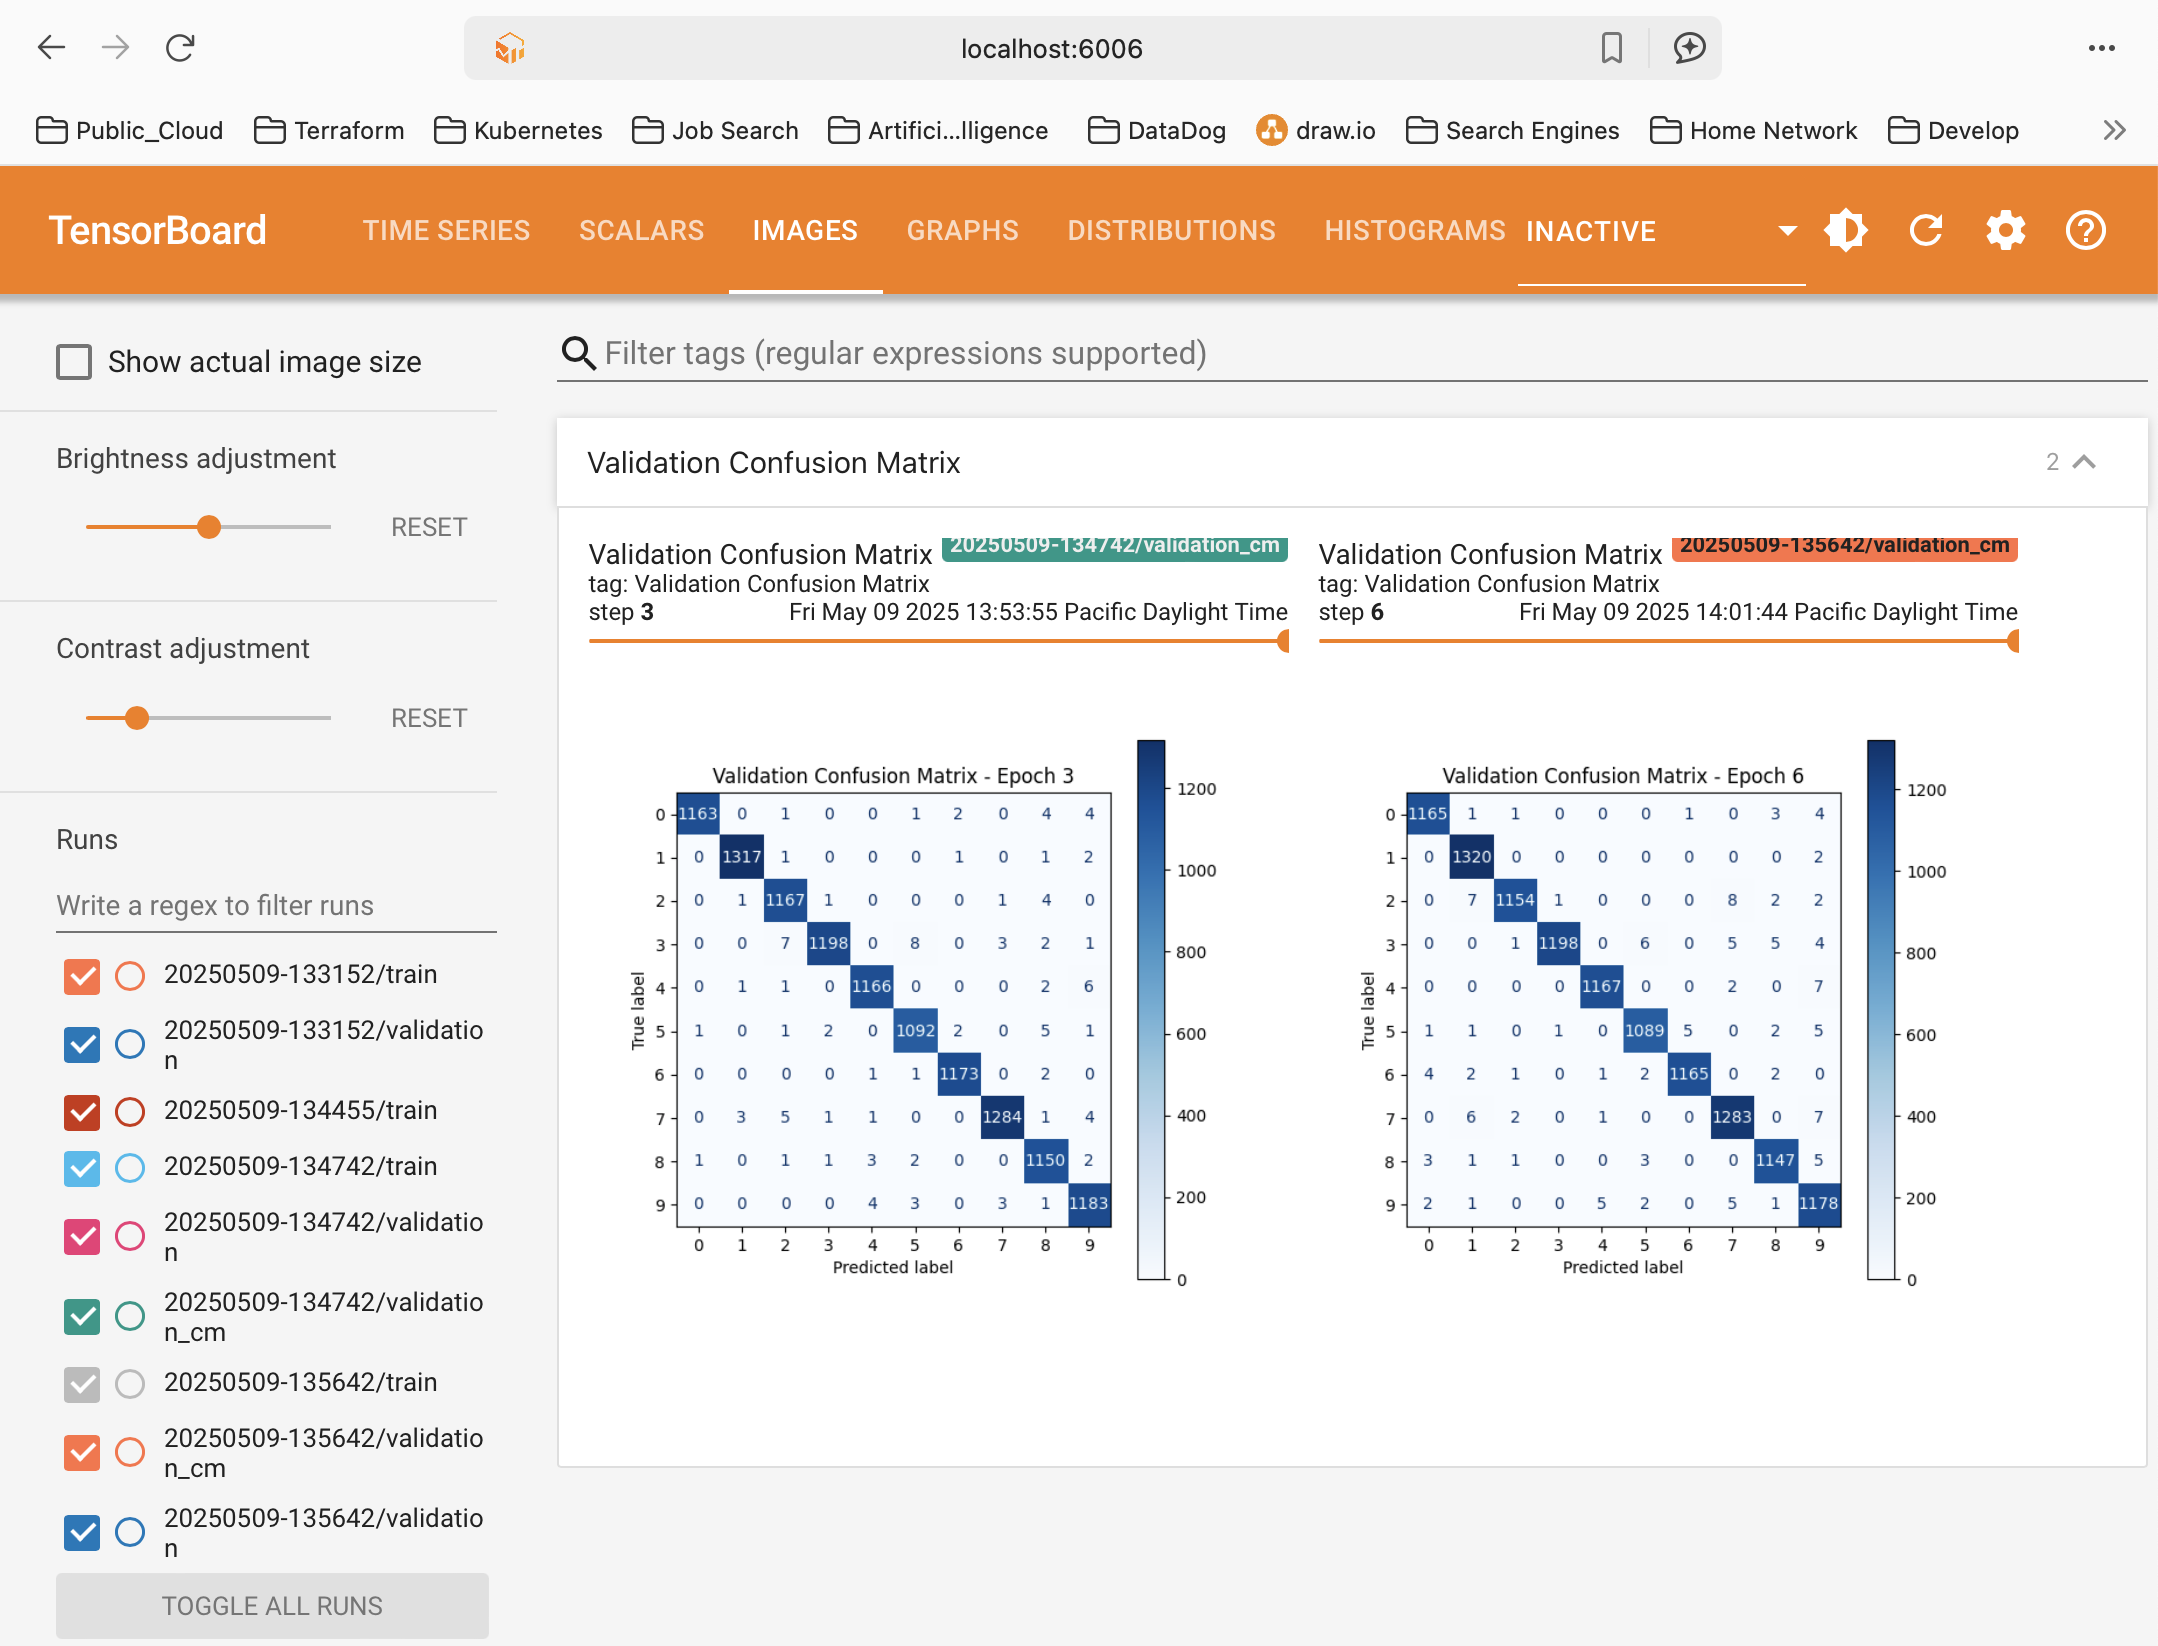 localhost:6006
Public_Cloud Terraform Kubernetes Job Search Artifici...lligence DataDog draw.io Search Engines Home Network Develop
TensorBoard TIME SERIES SCALARS IMAGES GRAPHS DISTRIBUTIONS HISTOGRAMS INACTIVE
Show actual image size
Brightness adjustment
RESET
Contrast adjustment
RESET
Runs
Write a regex to filter runs
20250509-133152/train
20250509-133152/validatio
n
20250509-134455/train
20250509-134742/train
20250509-134742/validatio
n
20250509-134742/validatio
n_cm
20250509-135642/train
20250509-135642/validatio
n_cm
20250509-135642/validatio
n
TOGGLE ALL RUNS
Filter tags (regular expressions supported)
Validation Confusion Matrix 2
Validation Confusion Matrix 20250509-134742/validation_cm
tag: Validation Confusion Matrix
step 3 Fri May 09 2025 13:53:55 Pacific Daylight Time
Validation Confusion Matrix - Epoch 3
0 1163 0 1 0 0 1 2 0 4 4
1 0 1317 1 0 0 0 1 0 1 2
2 0 1 1167 1 0 0 0 1 4 0
3 0 0 7 1198 0 8 0 3 2 1
4 0 1 1 0 1166 0 0 0 2 6
5 1 0 1 2 0 1092 2 0 5 1
6 0 0 0 0 1 1 1173 0 2 0
7 0 3 5 1 1 0 0 1284 1 4
8 1 0 1 1 3 2 0 0 1150 2
9 0 0 0 0 4 3 0 3 1 1183
0 1 2 3 4 5 6 7 8 9
Predicted label
True label
1200
1000
800
600
400
200
0
Validation Confusion Matrix 20250509-135642/validation_cm
tag: Validation Confusion Matrix
step 6 Fri May 09 2025 14:01:44 Pacific Daylight Time
Validation Confusion Matrix - Epoch 6
0 1165 1 1 0 0 0 1 0 3 4
1 0 1320 0 0 0 0 0 0 0 2
2 0 7 1154 1 0 0 0 8 2 2
3 0 0 1 1198 0 6 0 5 5 4
4 0 0 0 0 1167 0 0 2 0 7
5 1 1 0 1 0 1089 5 0 2 5
6 4 2 1 0 1 2 1165 0 2 0
7 0 6 2 0 1 0 0 1283 0 7
8 3 1 1 0 0 3 0 0 1147 5
9 2 1 0 0 5 2 0 5 1 1178
0 1 2 3 4 5 6 7 8 9
Predicted label
True label
1200
1000
800
600
400
200
0